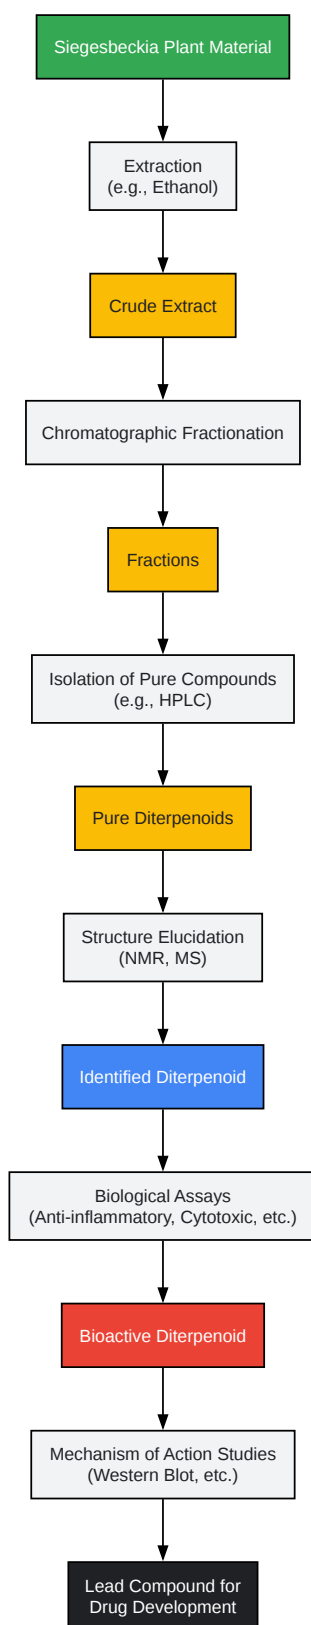 Siegesbeckia Plant Material
Extraction
(e.g., Ethanol)
Crude Extract
Chromatographic Fractionation
Fractions
Isolation of Pure Compounds
(e.g., HPLC)
Pure Diterpenoids
Structure Elucidation
(NMR, MS)
Identified Diterpenoid
Biological Assays
(Anti-inflammatory, Cytotoxic, etc.)
Bioactive Diterpenoid
Mechanism of Action Studies
(Western Blot, etc.)
Lead Compound for
Drug Development